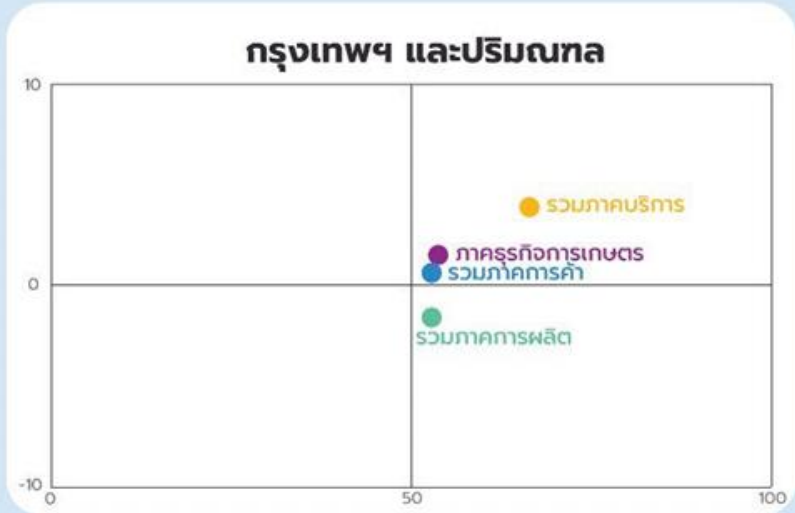 กรุงเทพฯ และปริมณฑล
10
รวมภาคบริการ
ภาคธุรกิจการเกษตร
รวมภาคการค้า
0
รวมภาคการผลิต
-10
0 50 100